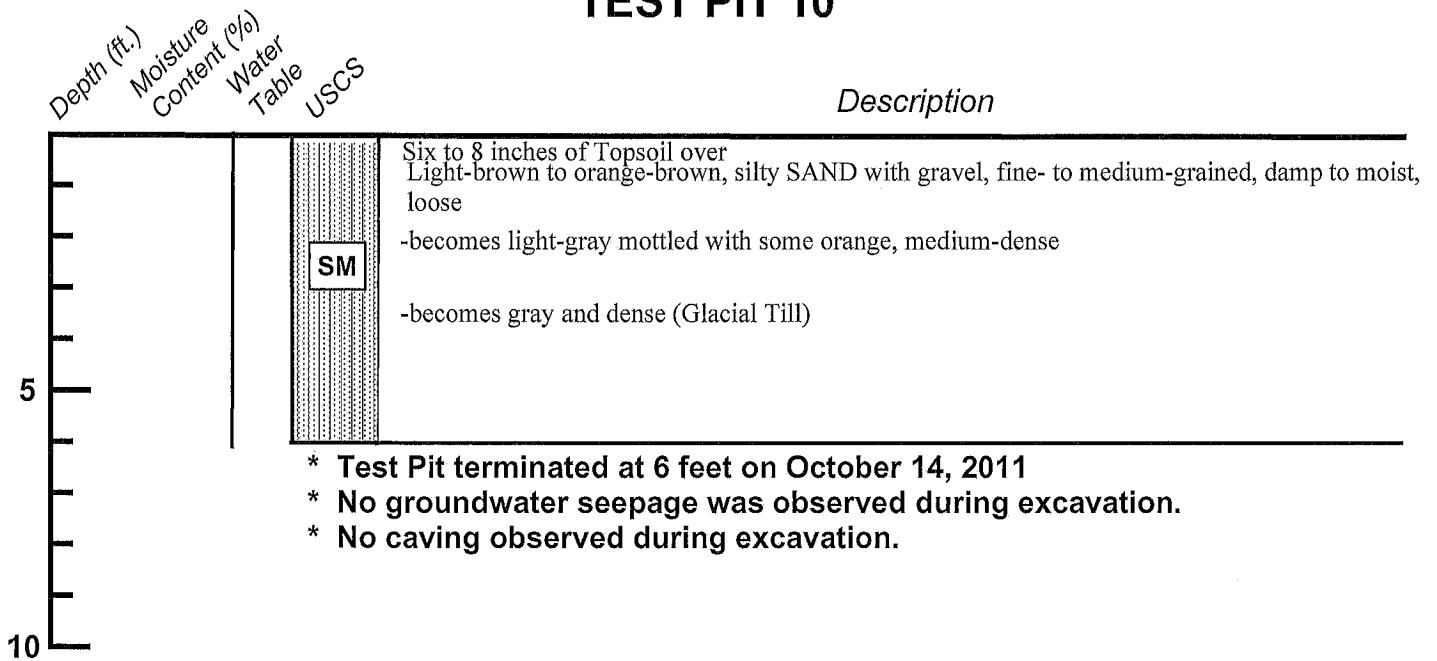 TEST PIT 10
Depth (ft.)
Moisture
Content (%)
Water
Table
USCS
Description
Six to 8 inches of Topsoil over
Light-brown to orange-brown, silty SAND with gravel, fine- to medium-grained, damp to moist,
loose
-becomes light-gray mottled with some orange, medium-dense
SM
-becomes gray and dense (Glacial Till)
5
* Test Pit terminated at 6 feet on October 14, 2011
* No groundwater seepage was observed during excavation.
* No caving observed during excavation.
10